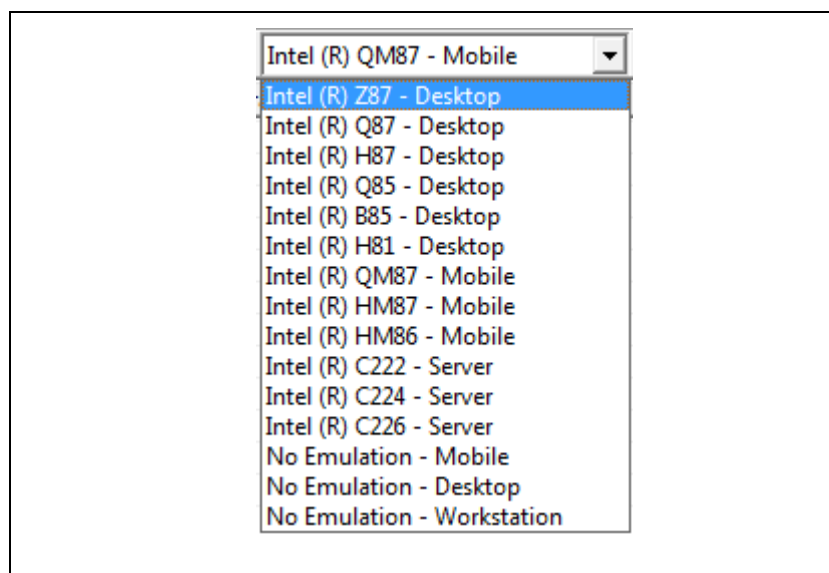 Intel (R) QM87 - Mobile
Intel (R) Z87 - Desktop
Intel (R) Q87 - Desktop
Intel (R) H87 - Desktop
Intel (R) Q85 - Desktop
Intel (R) B85 - Desktop
Intel (R) H81 - Desktop
Intel (R) QM87 - Mobile
Intel (R) HM87 - Mobile
Intel (R) HM86 - Mobile
Intel (R) C222 - Server
Intel (R) C224 - Server
Intel (R) C226 - Server
No Emulation - Mobile
No Emulation - Desktop
No Emulation - Workstation